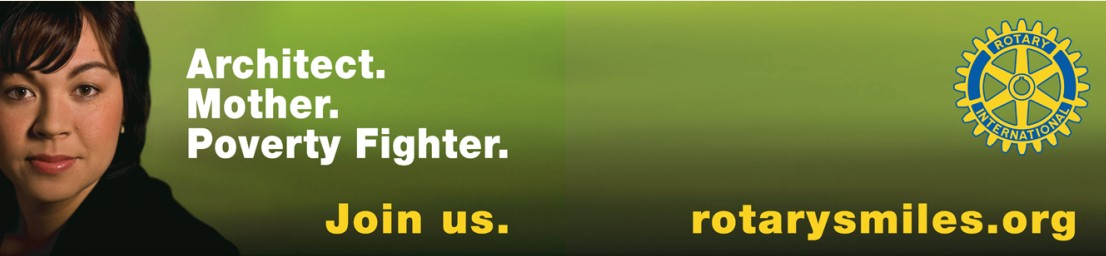 Architect.
Mother.
Poverty Fighter.
Join us.
rotarysmiles.org
ROTARY
INTERNATIONAL